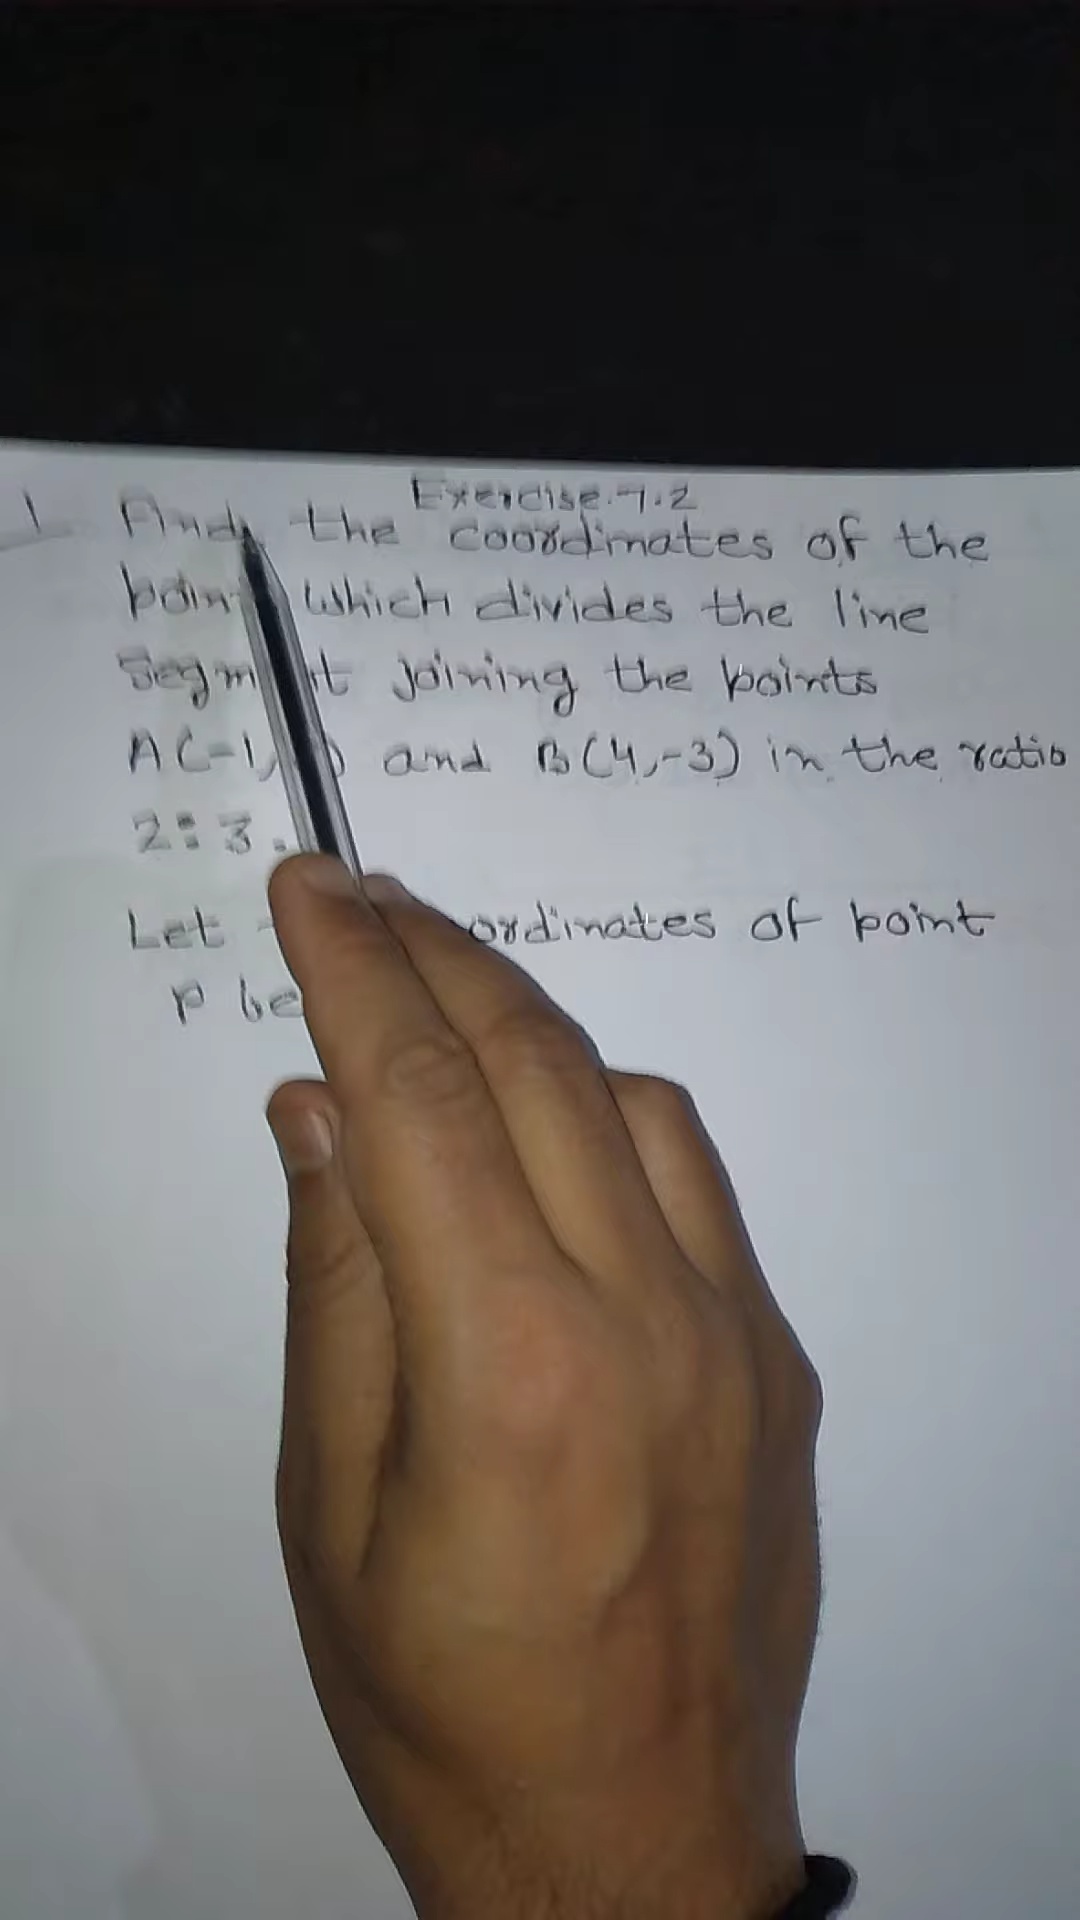 Exercise.7.2
1 Find the coordinates of the
which divides the line
joining the points
A(-1, ) and B(4,-3) in the ratio
2:3.
Let ordinates of point
P be